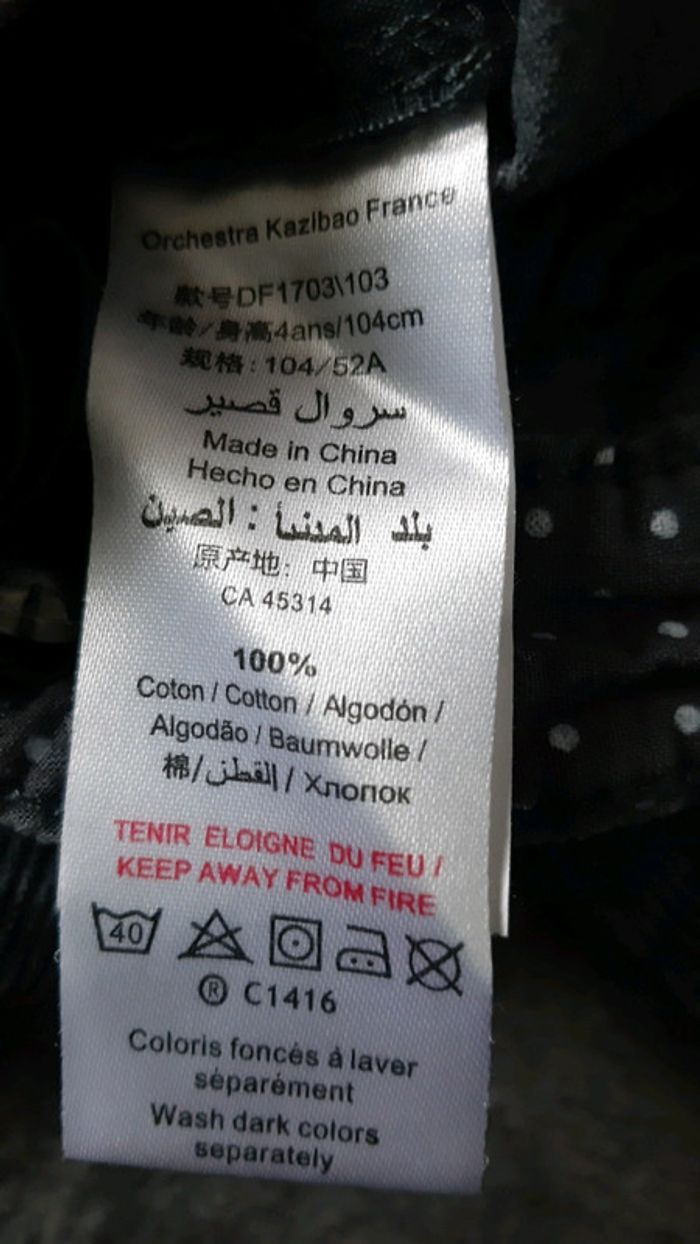 Orchestra Kazibao France
款号DF1703\103
年龄/身高4ans/104cm
规格:104/52A
سروال قصير
Made in China
Hecho en China
بلد المنشأ : الصين
原产地: 中国
CA 45314
100%
Coton / Cotton / Algodón /
Algodão / Baumwolle /
棉/القطن/ Хлопок
TENIR ELOIGNE DU FEU /
KEEP AWAY FROM FIRE
40
® C1416
Coloris foncés à laver
séparément
Wash dark colors
separately